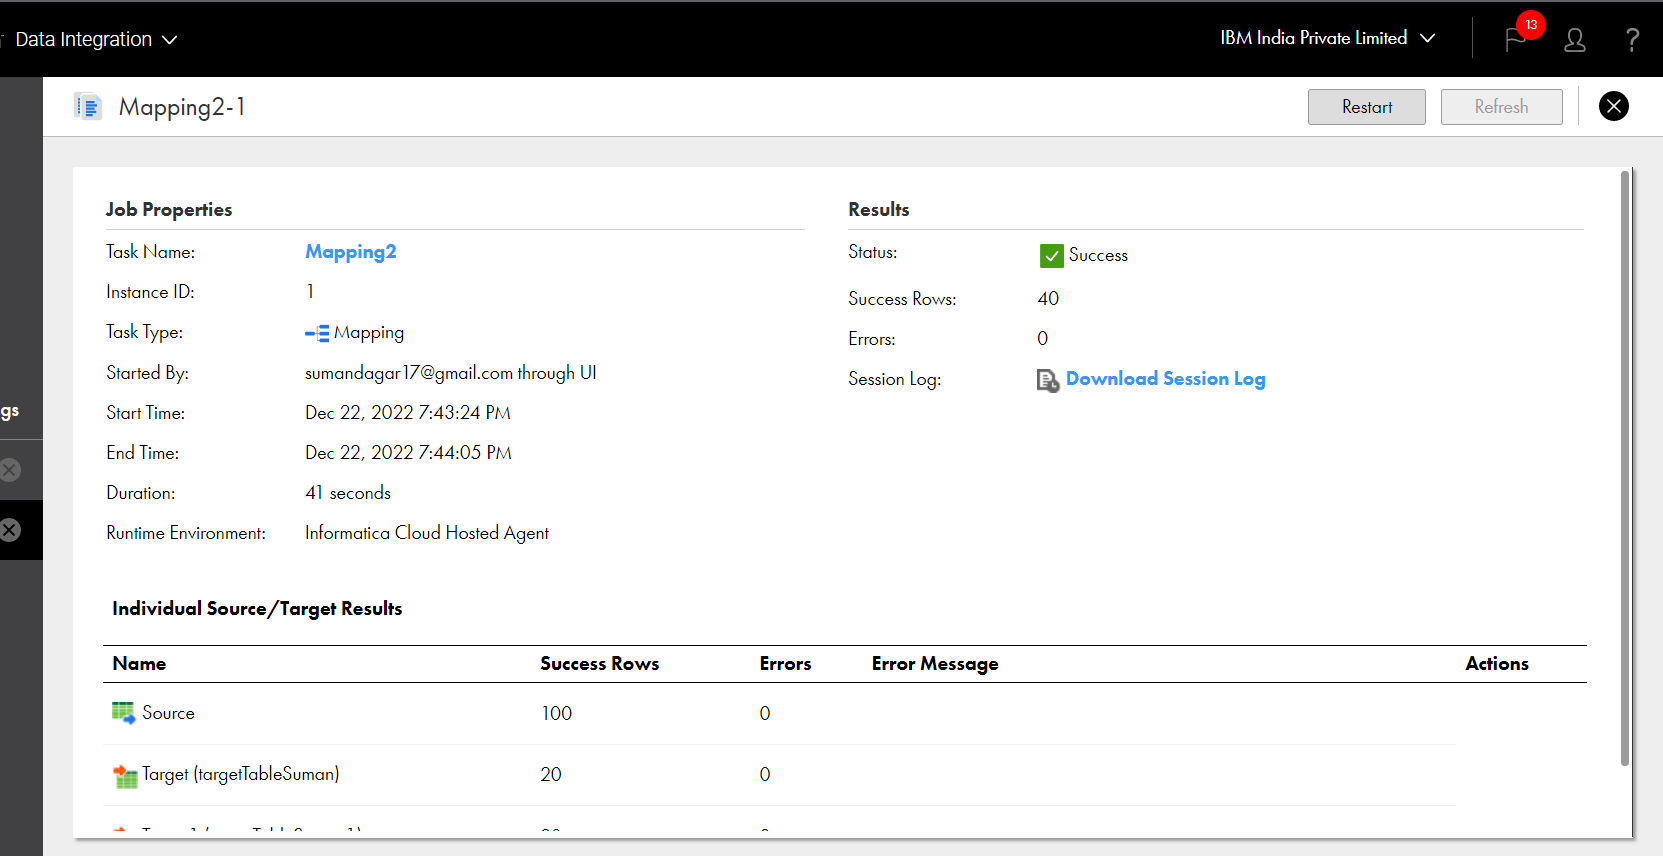 Data Integration
IBM India Private Limited
13
?
Mapping2-1
Restart
Refresh
Job Properties
Task Name: Mapping2
Instance ID: 1
Task Type: Mapping
Started By: sumandagar17@gmail.com through UI
Start Time: Dec 22, 2022 7:43:24 PM
End Time: Dec 22, 2022 7:44:05 PM
Duration: 41 seconds
Runtime Environment: Informatica Cloud Hosted Agent
Results
Status: Success
Success Rows: 40
Errors: 0
Session Log: Download Session Log
gs
Individual Source/Target Results
Name Success Rows Errors Error Message Actions
Source 100 0
Target (targetTableSuman) 20 0